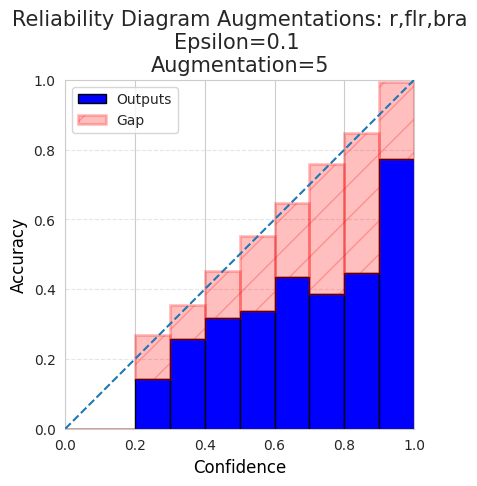 Reliability Diagram Augmentations: r,flr,bra
Epsilon=0.1
Augmentation=5
Outputs
Gap
1.0
0.8
0.6
0.4
0.2
0.0
Accuracy
0.0 0.2 0.4 0.6 0.8 1.0
Confidence